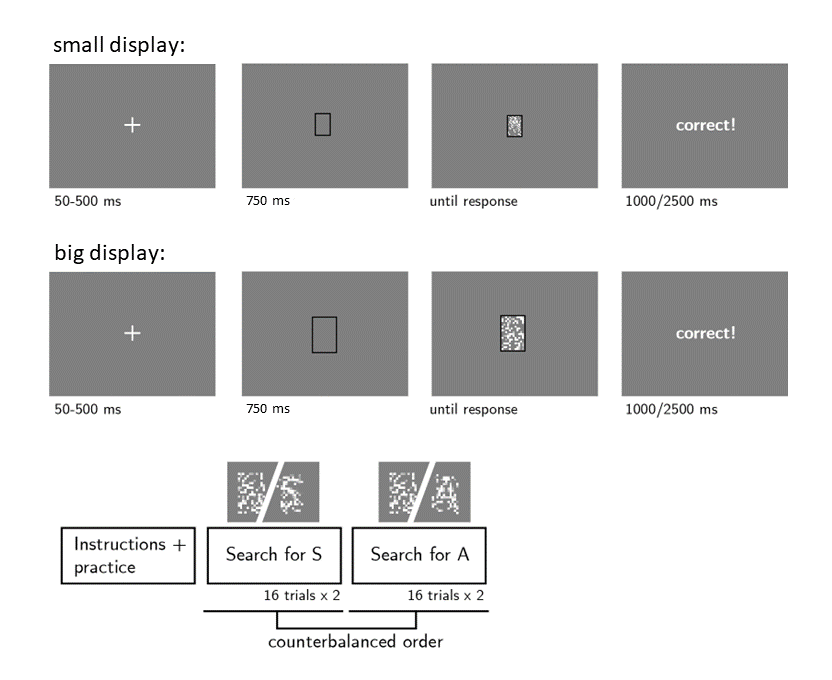 small display:
+
correct!
50-500 ms
750 ms
until response
1000/2500 ms
big display:
+
correct!
50-500 ms
750 ms
until response
1000/2500 ms
S
A
Instructions +
practice
Search for S
Search for A
16 trials x 2
16 trials x 2
counterbalanced order